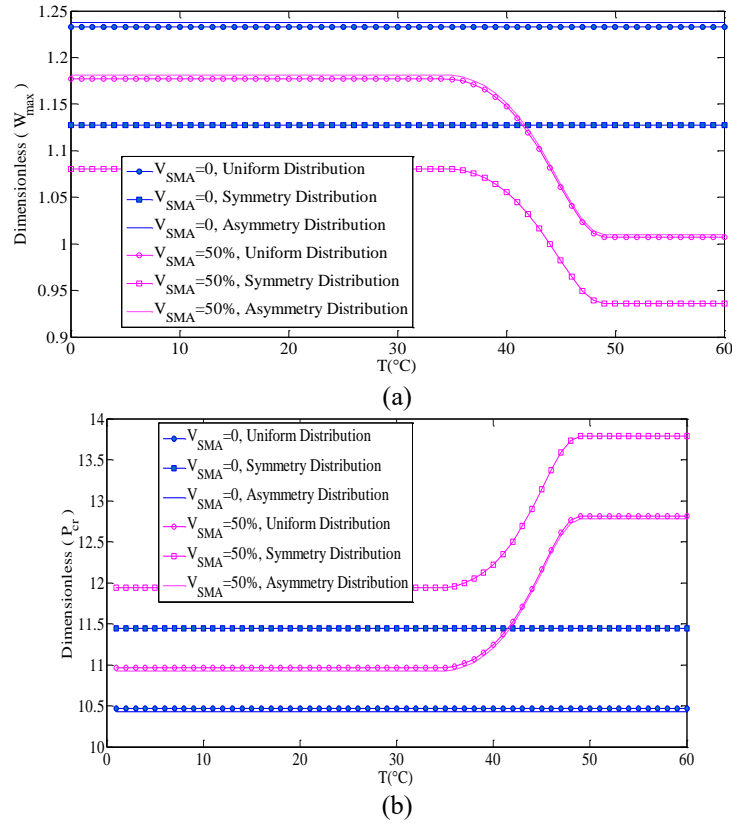 1.25
1.2
1.15
1.1
1.05
1
0.95
0.9
Dimensionless ( W_max )
V_SMA=0, Uniform Distribution
V_SMA=0, Symmetry Distribution
V_SMA=0, Asymmetry Distribution
V_SMA=50%, Uniform Distribution
V_SMA=50%, Symmetry Distribution
V_SMA=50%, Asymmetry Distribution
0 10 20 30 40 50 60
T(°C)
(a)
14
13.5
13
12.5
12
11.5
11
10.5
10
Dimensionless ( P_cr )
V_SMA=0, Uniform Distribution
V_SMA=0, Symmetry Distribution
V_SMA=0, Asymmetry Distribution
V_SMA=50%, Uniform Distribution
V_SMA=50%, Symmetry Distribution
V_SMA=50%, Asymmetry Distribution
0 10 20 30 40 50 60
T(°C)
(b)